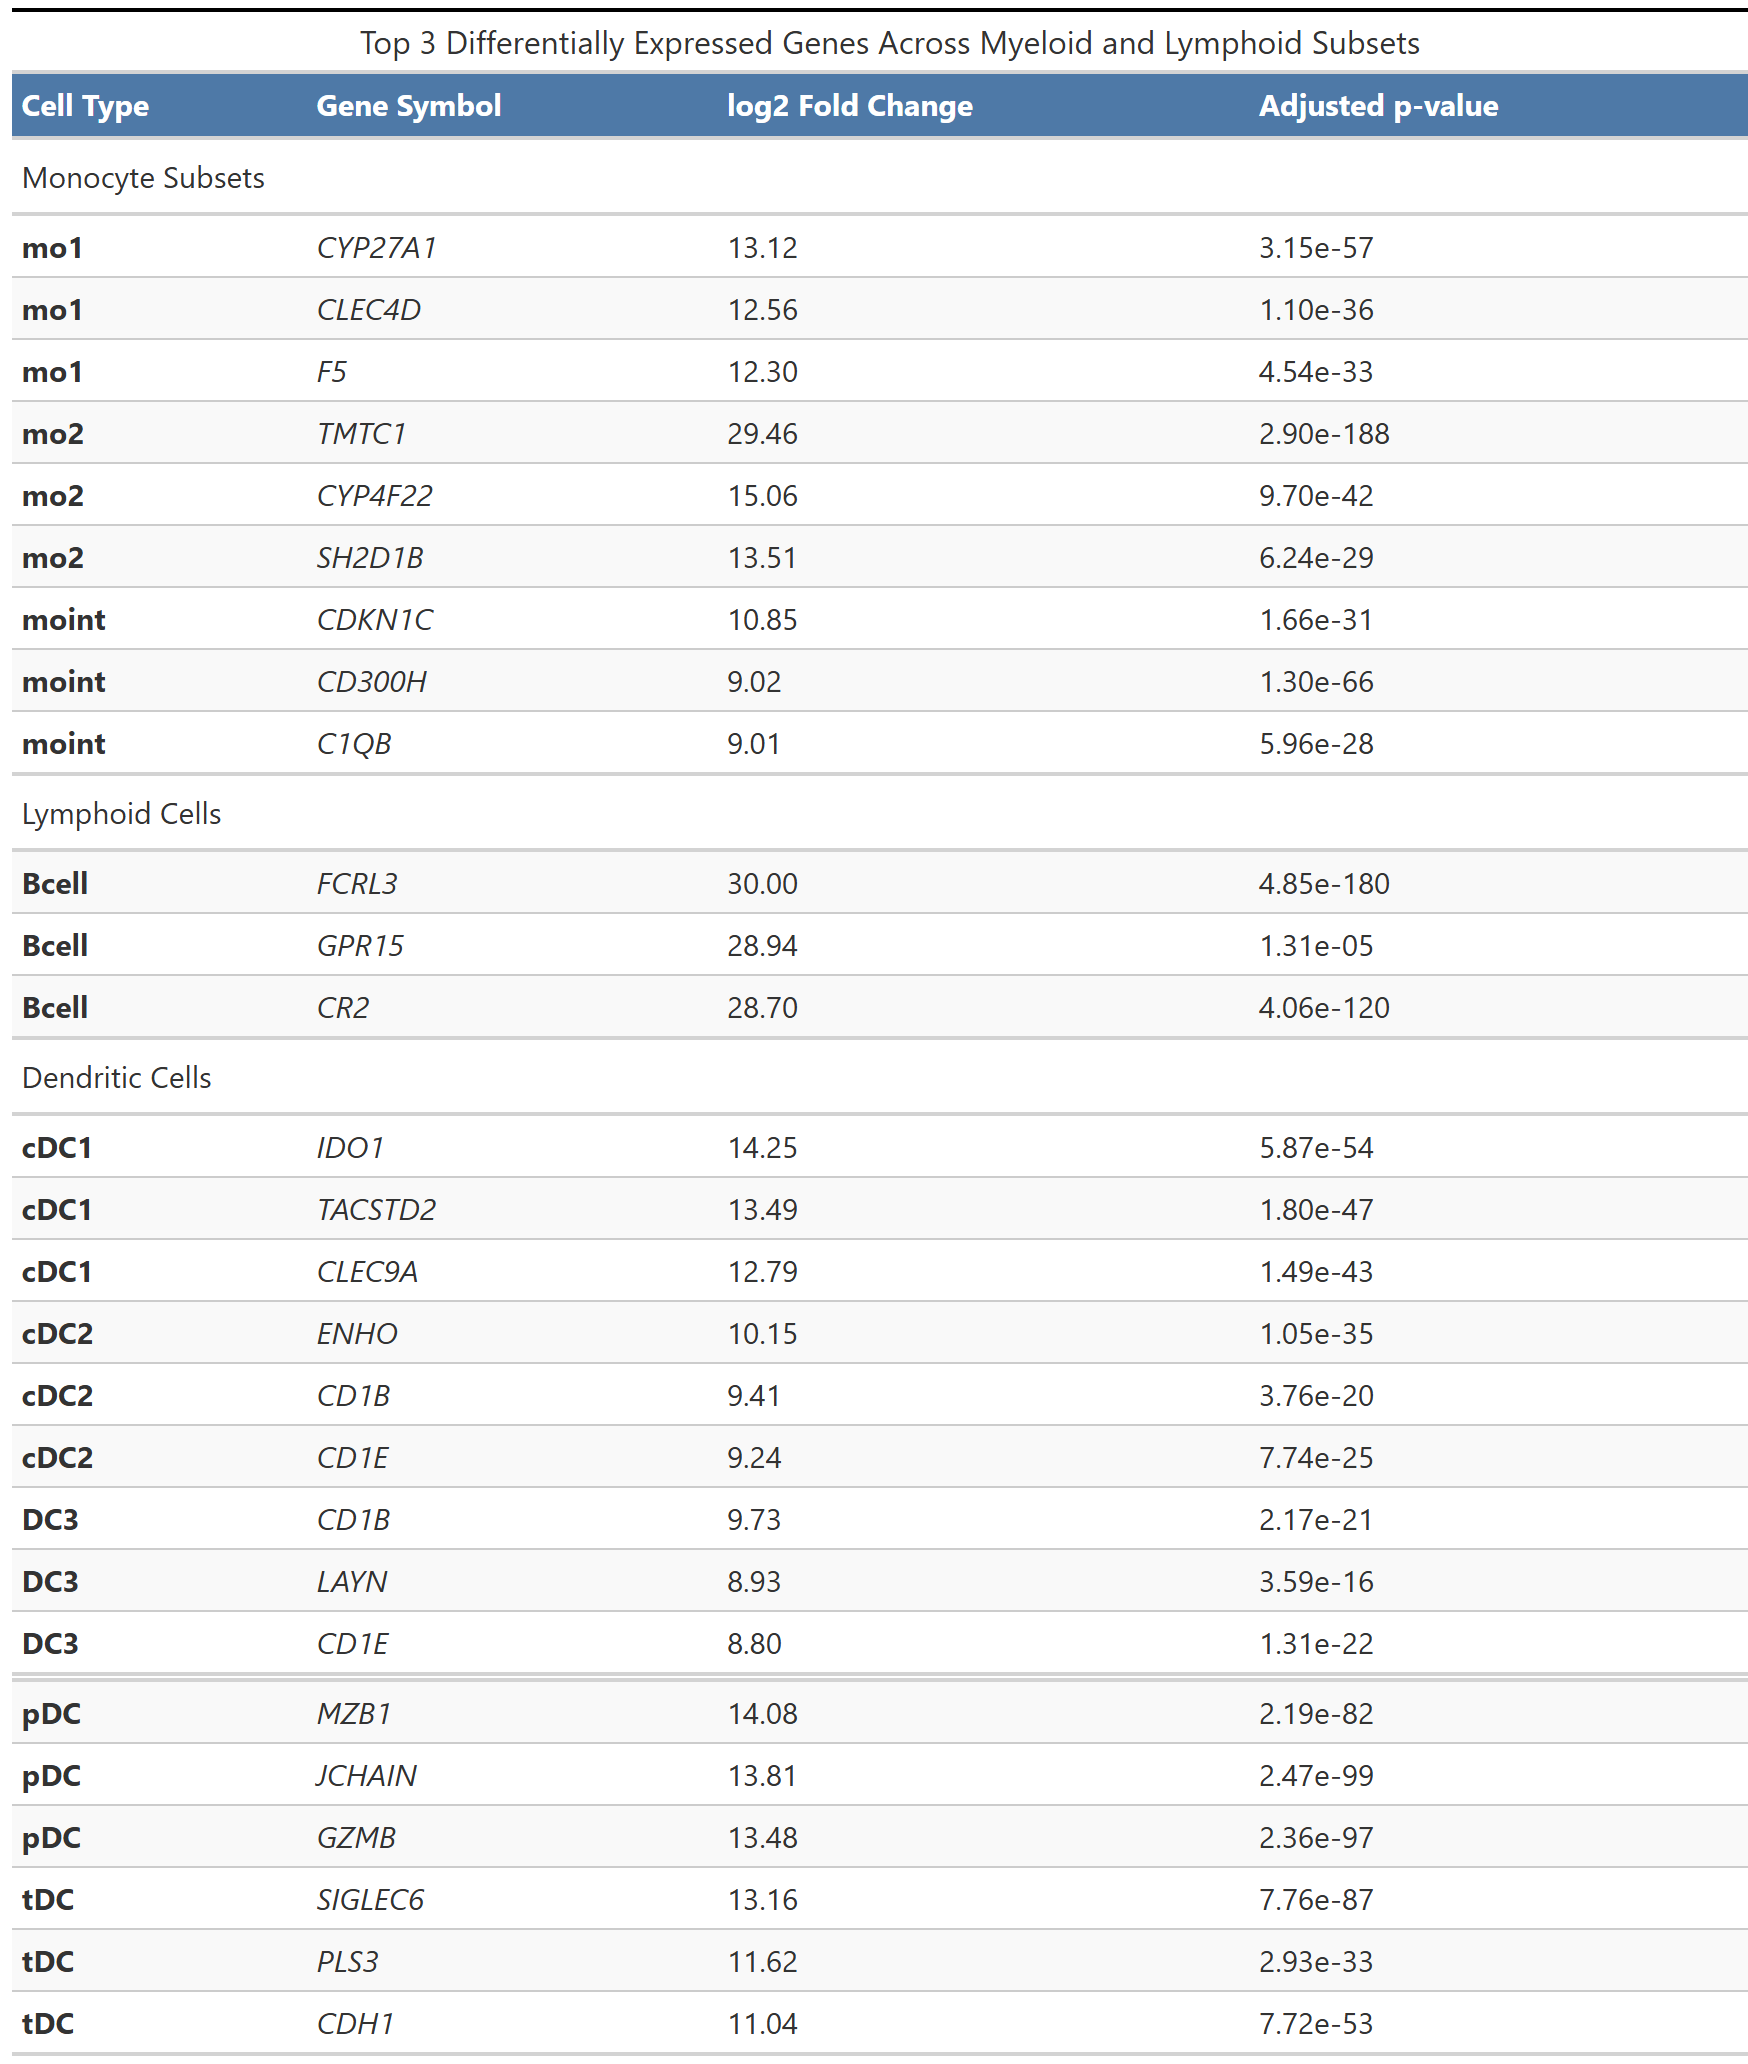 Top 3 Differentially Expressed Genes Across Myeloid and Lymphoid Subsets
Cell Type Gene Symbol log2 Fold Change Adjusted p-value
Monocyte Subsets
mo1 CYP27A1 13.12 3.15e-57
mo1 CLEC4D 12.56 1.10e-36
mo1 F5 12.30 4.54e-33
mo2 TMTC1 29.46 2.90e-188
mo2 CYP4F22 15.06 9.70e-42
mo2 SH2D1B 13.51 6.24e-29
moint CDKN1C 10.85 1.66e-31
moint CD300H 9.02 1.30e-66
moint C1QB 9.01 5.96e-28
Lymphoid Cells
Bcell FCRL3 30.00 4.85e-180
Bcell GPR15 28.94 1.31e-05
Bcell CR2 28.70 4.06e-120
Dendritic Cells
cDC1 IDO1 14.25 5.87e-54
cDC1 TACSTD2 13.49 1.80e-47
cDC1 CLEC9A 12.79 1.49e-43
cDC2 ENHO 10.15 1.05e-35
cDC2 CD1B 9.41 3.76e-20
cDC2 CD1E 9.24 7.74e-25
DC3 CD1B 9.73 2.17e-21
DC3 LAYN 8.93 3.59e-16
DC3 CD1E 8.80 1.31e-22
pDC MZB1 14.08 2.19e-82
pDC JCHAIN 13.81 2.47e-99
pDC GZMB 13.48 2.36e-97
tDC SIGLEC6 13.16 7.76e-87
tDC PLS3 11.62 2.93e-33
tDC CDH1 11.04 7.72e-53